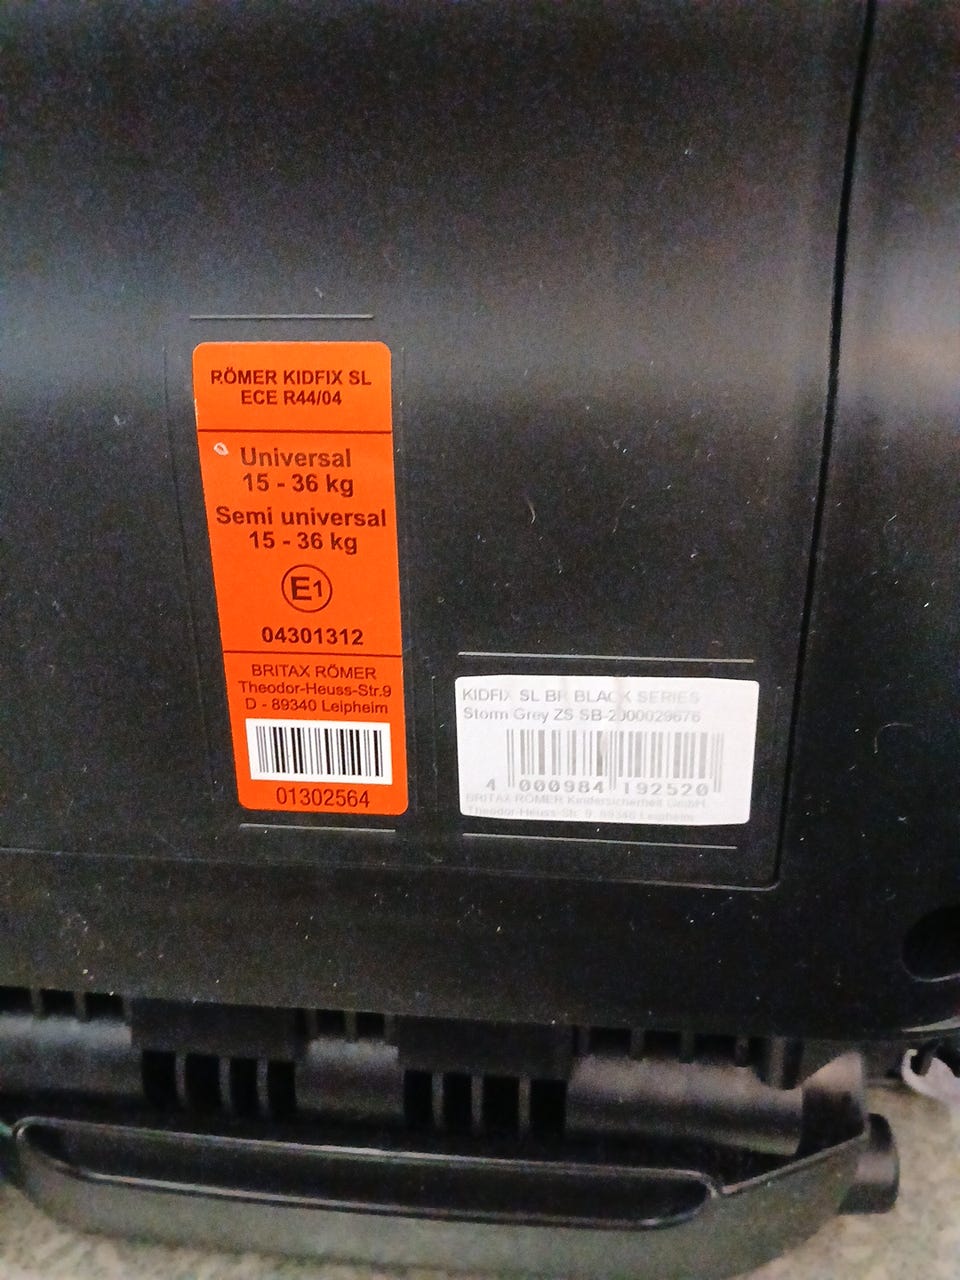 RÖMER KIDFIX SL
ECE R44/04
Universal
15 - 36 kg
Semi universal
15 - 36 kg
E1
04301312
BRITAX RÖMER
Theodor-Heuss-Str.9
D - 89340 Leipheim
01302564
KIDFIX SL BR BLACK SERIES
Storm Grey ZS SB-2000029676
4 000984 192520
BRITAX RÖMER Kindersicherheit GmbH
Theodor-Heuss-Str. 9, 89340 Leipheim